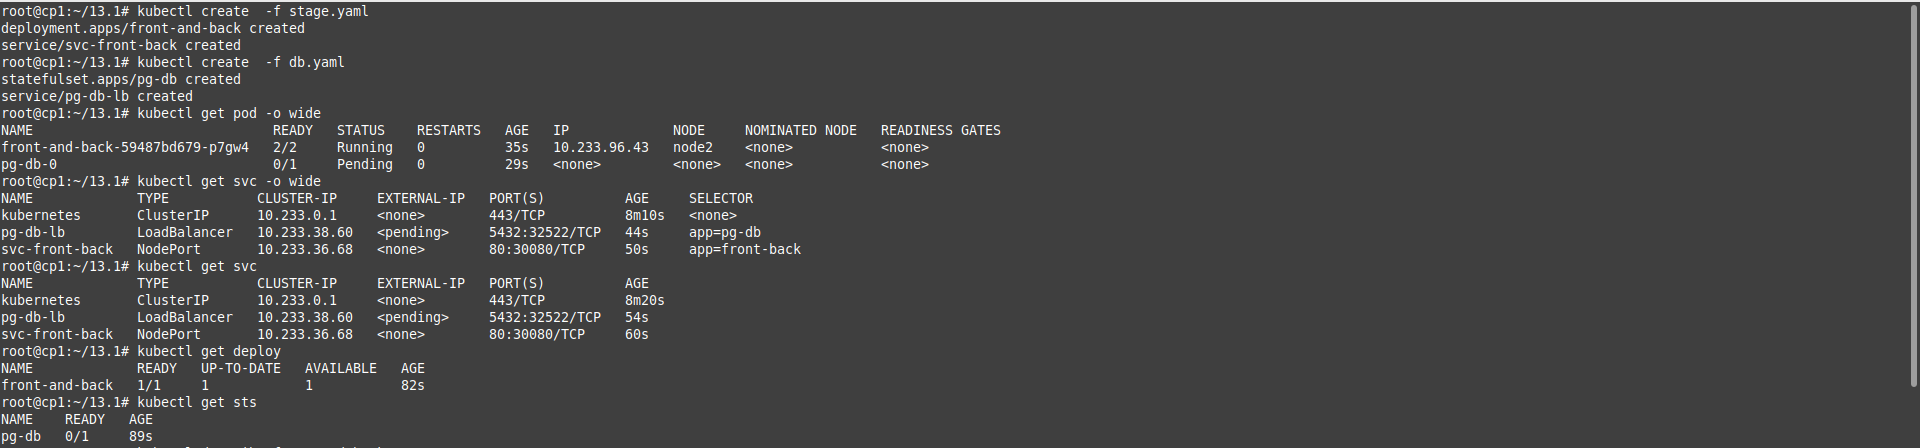 root@cp1:~/13.1# kubectl create  -f stage.yaml
deployment.apps/front-and-back created
service/svc-front-back created
root@cp1:~/13.1# kubectl create  -f db.yaml
statefulset.apps/pg-db created
service/pg-db-lb created
root@cp1:~/13.1# kubectl get pod -o wide
NAME                              READY   STATUS    RESTARTS   AGE   IP             NODE     NOMINATED NODE   READINESS GATES
front-and-back-59487bd679-p7gw4   2/2     Running   0          35s   10.233.96.43   node2    <none>           <none>
pg-db-0                           0/1     Pending   0          29s   <none>         <none>   <none>           <none>
root@cp1:~/13.1# kubectl get svc -o wide
NAME             TYPE           CLUSTER-IP     EXTERNAL-IP   PORT(S)          AGE     SELECTOR
kubernetes       ClusterIP      10.233.0.1     <none>        443/TCP          8m10s   <none>
pg-db-lb         LoadBalancer   10.233.38.60   <pending>     5432:32522/TCP   44s     app=pg-db
svc-front-back   NodePort       10.233.36.68   <none>        80:30080/TCP     50s     app=front-back
root@cp1:~/13.1# kubectl get svc
NAME             TYPE           CLUSTER-IP     EXTERNAL-IP   PORT(S)          AGE
kubernetes       ClusterIP      10.233.0.1     <none>        443/TCP          8m20s
pg-db-lb         LoadBalancer   10.233.38.60   <pending>     5432:32522/TCP   54s
svc-front-back   NodePort       10.233.36.68   <none>        80:30080/TCP     60s
root@cp1:~/13.1# kubectl get deploy
NAME             READY   UP-TO-DATE   AVAILABLE   AGE
front-and-back   1/1     1            1           82s
root@cp1:~/13.1# kubectl get sts
NAME    READY   AGE
pg-db   0/1     89s